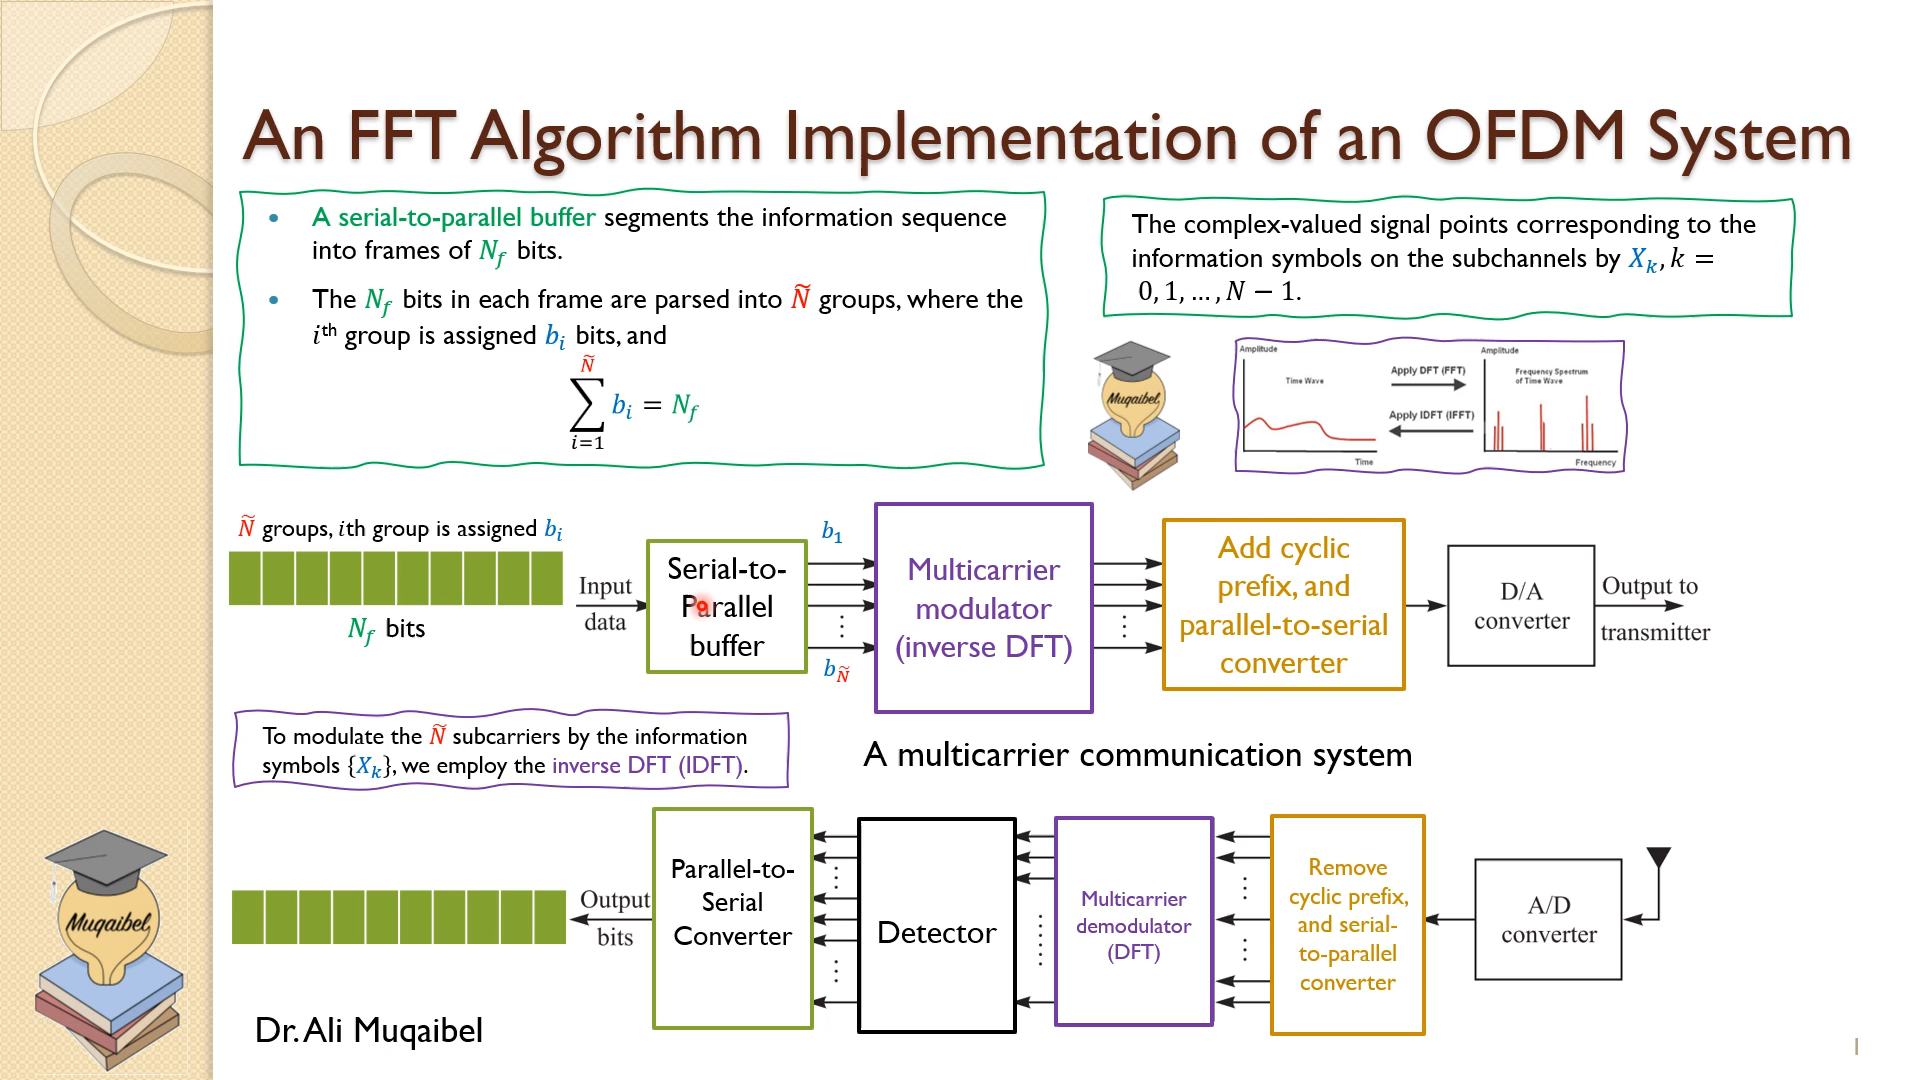 An FFT Algorithm Implementation of an OFDM System
• A serial-to-parallel buffer segments the information sequence
into frames of N_f bits.
• The N_f bits in each frame are parsed into Ñ groups, where the
iᵗʰ group is assigned b_i bits, and
∑_{i=1}^{Ñ} b_i = N_f
The complex-valued signal points corresponding to the
information symbols on the subchannels by X_k, k =
0, 1, …, N − 1.
Muqaibel
Amplitude
Time Wave
Time
Apply DFT (FFT)
Apply IDFT (IFFT)
Amplitude
Frequency Spectrum
of Time Wave
Frequency
Ñ groups, ith group is assigned b_i
N_f bits
Input
data
Serial-to-
Parallel
buffer
b_1
b_Ñ
Multicarrier
modulator
(inverse DFT)
Add cyclic
prefix, and
parallel-to-serial
converter
D/A
converter
Output to
transmitter
To modulate the Ñ subcarriers by the information
symbols {X_k}, we employ the inverse DFT (IDFT).
A multicarrier communication system
Output
bits
Parallel-to-
Serial
Converter
Detector
Multicarrier
demodulator
(DFT)
Remove
cyclic prefix,
and serial-
to-parallel
converter
A/D
converter
Muqaibel
Dr. Ali Muqaibel
1